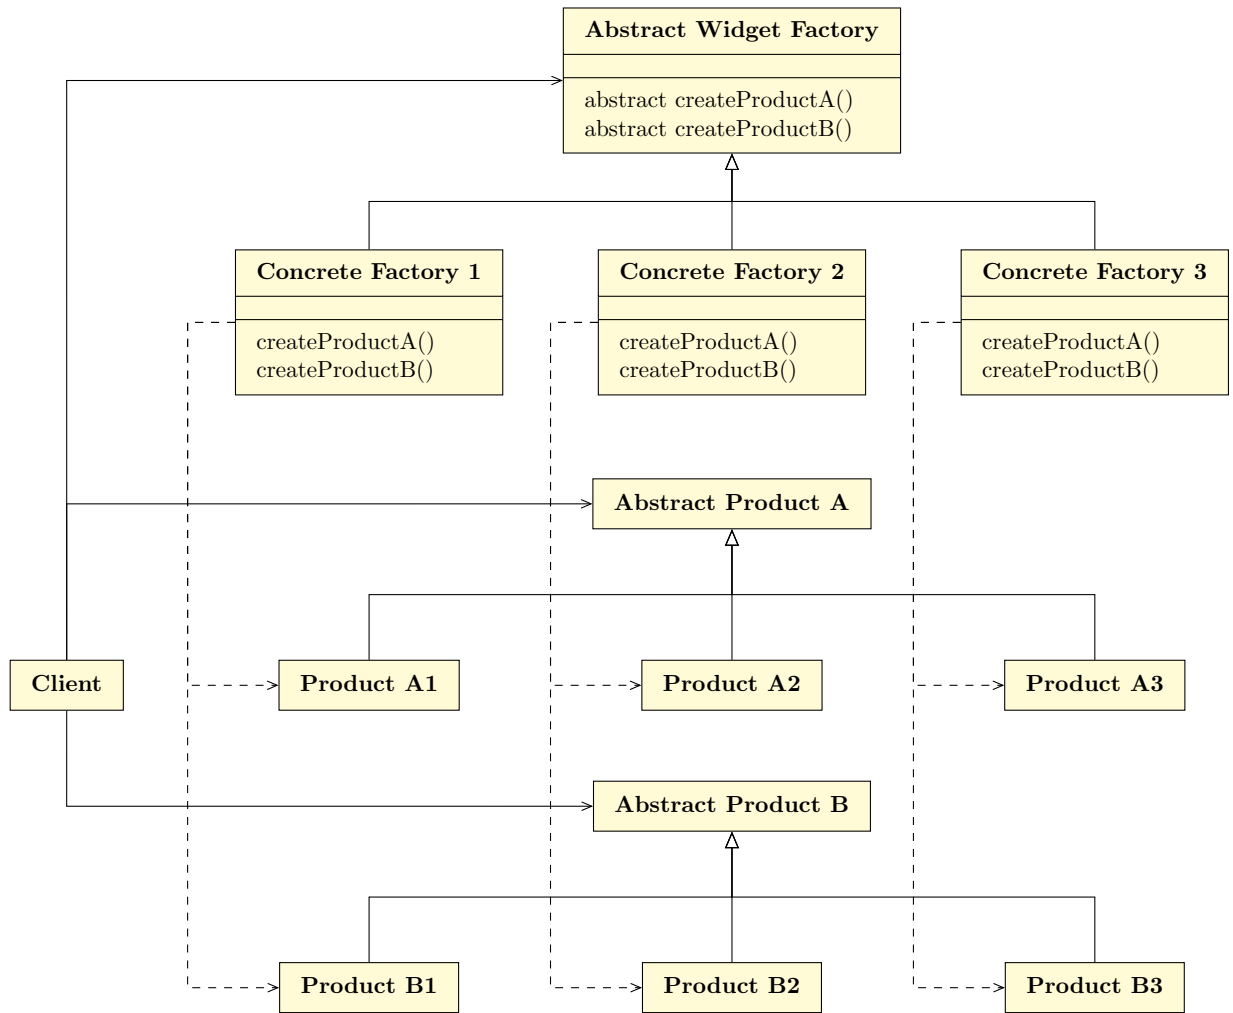 Abstract Widget Factory
abstract createProductA()
abstract createProductB()
Concrete Factory 1
createProductA()
createProductB()
Concrete Factory 2
createProductA()
createProductB()
Concrete Factory 3
createProductA()
createProductB()
Abstract Product A
Client
Product A1
Product A2
Product A3
Abstract Product B
Product B1
Product B2
Product B3